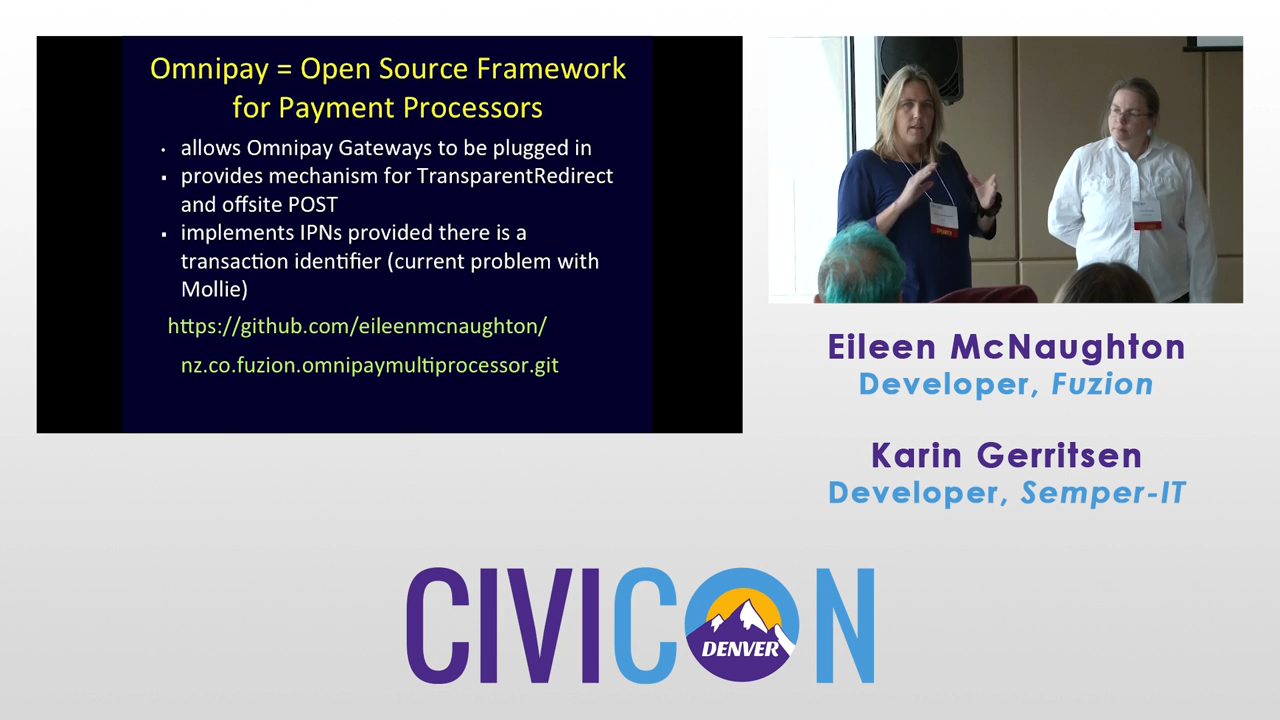 Omnipay = Open Source Framework
for Payment Processors
allows Omnipay Gateways to be plugged in
provides mechanism for TransparentRedirect
and offsite POST
implements IPNs provided there is a
transaction identifier (current problem with
Mollie)
https://github.com/eileenmcnaughton/
nz.co.fuzion.omnipaymultiprocessor.git
Eileen McNaughton
Developer, Fuzion
Karin Gerritsen
Developer, Semper-IT
CIVICON
DENVER